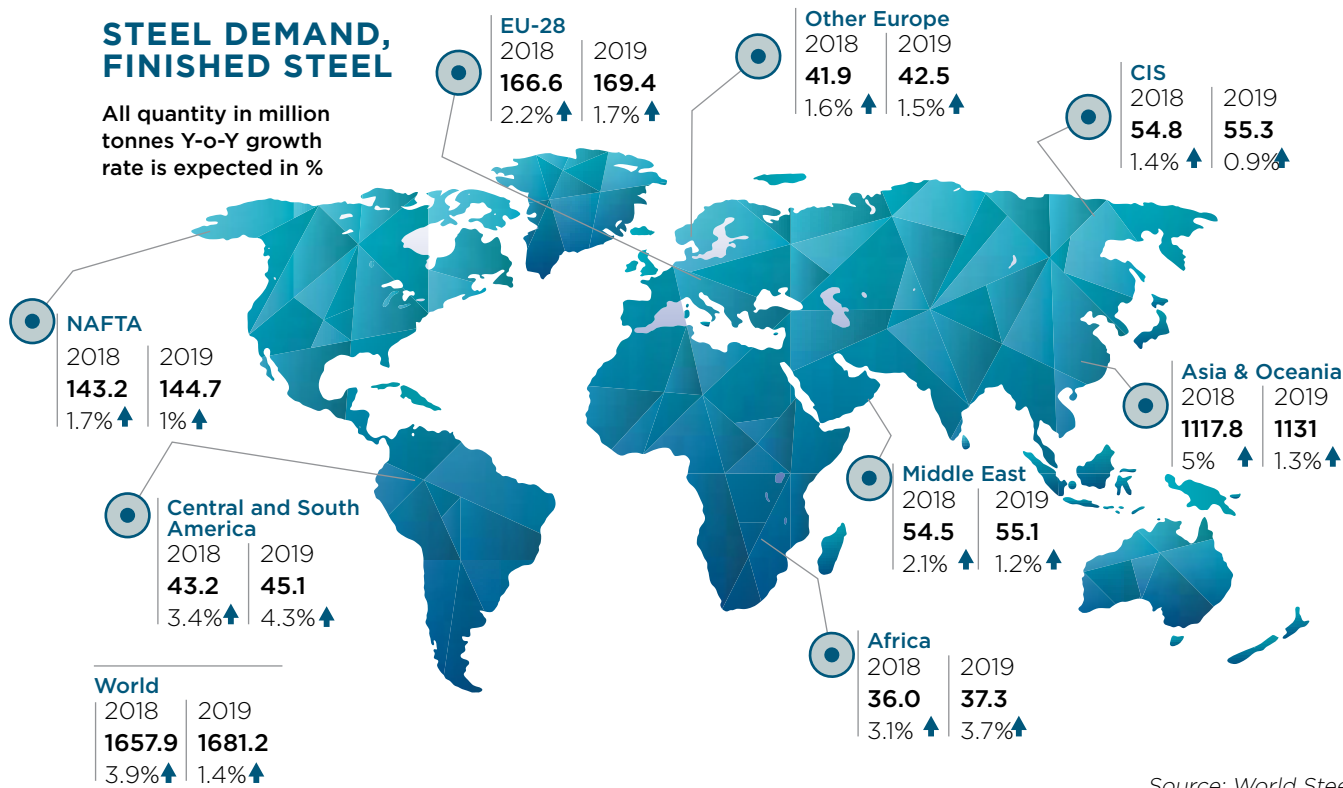 STEEL DEMAND,
FINISHED STEEL
All quantity in million
tonnes Y-o-Y growth
rate is expected in %
EU-28
2018 2019
166.6 169.4
2.2% 1.7%
Other Europe
2018 2019
41.9 42.5
1.6% 1.5%
CIS
2018 2019
54.8 55.3
1.4% 0.9%
NAFTA
2018 2019
143.2 144.7
1.7% 1%
Asia & Oceania
2018 2019
1117.8 1131
5% 1.3%
Middle East
2018 2019
54.5 55.1
2.1% 1.2%
Central and South
America
2018 2019
43.2 45.1
3.4% 4.3%
Africa
2018 2019
36.0 37.3
3.1% 3.7%
World
2018 2019
1657.9 1681.2
3.9% 1.4%
Source: World Stee